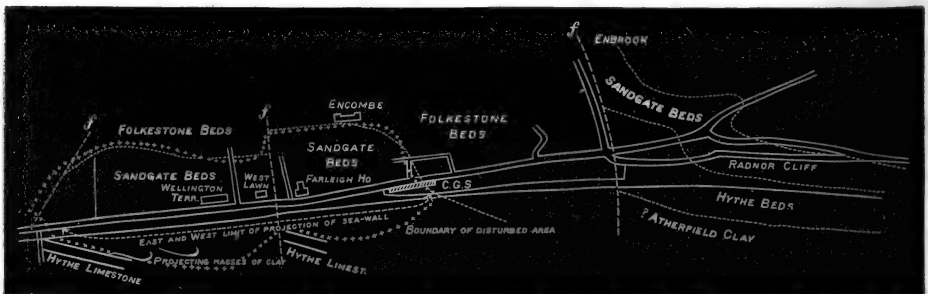 f
ENBROOK
SANDGATE BEDS
ENCOMBE
f
f
FOLKESTONE BEDS
FOLKESTONE
BEDS
SANDGATE
BEDS
SANDGATE BEDS
WELLINGTON
TERR.
WEST
LAWN
FARLEIGH HO
C.G.S
RADNOR CLIFF
HYTHE BEDS
EAST AND WEST LIMIT OF PROJECTION OF SEA-WALL
BOUNDARY OF DISTURBED AREA
? ATHERFIELD CLAY
PROJECTING MASSES OF CLAY
HYTHE LIMEST.
HYTHE LIMESTONE